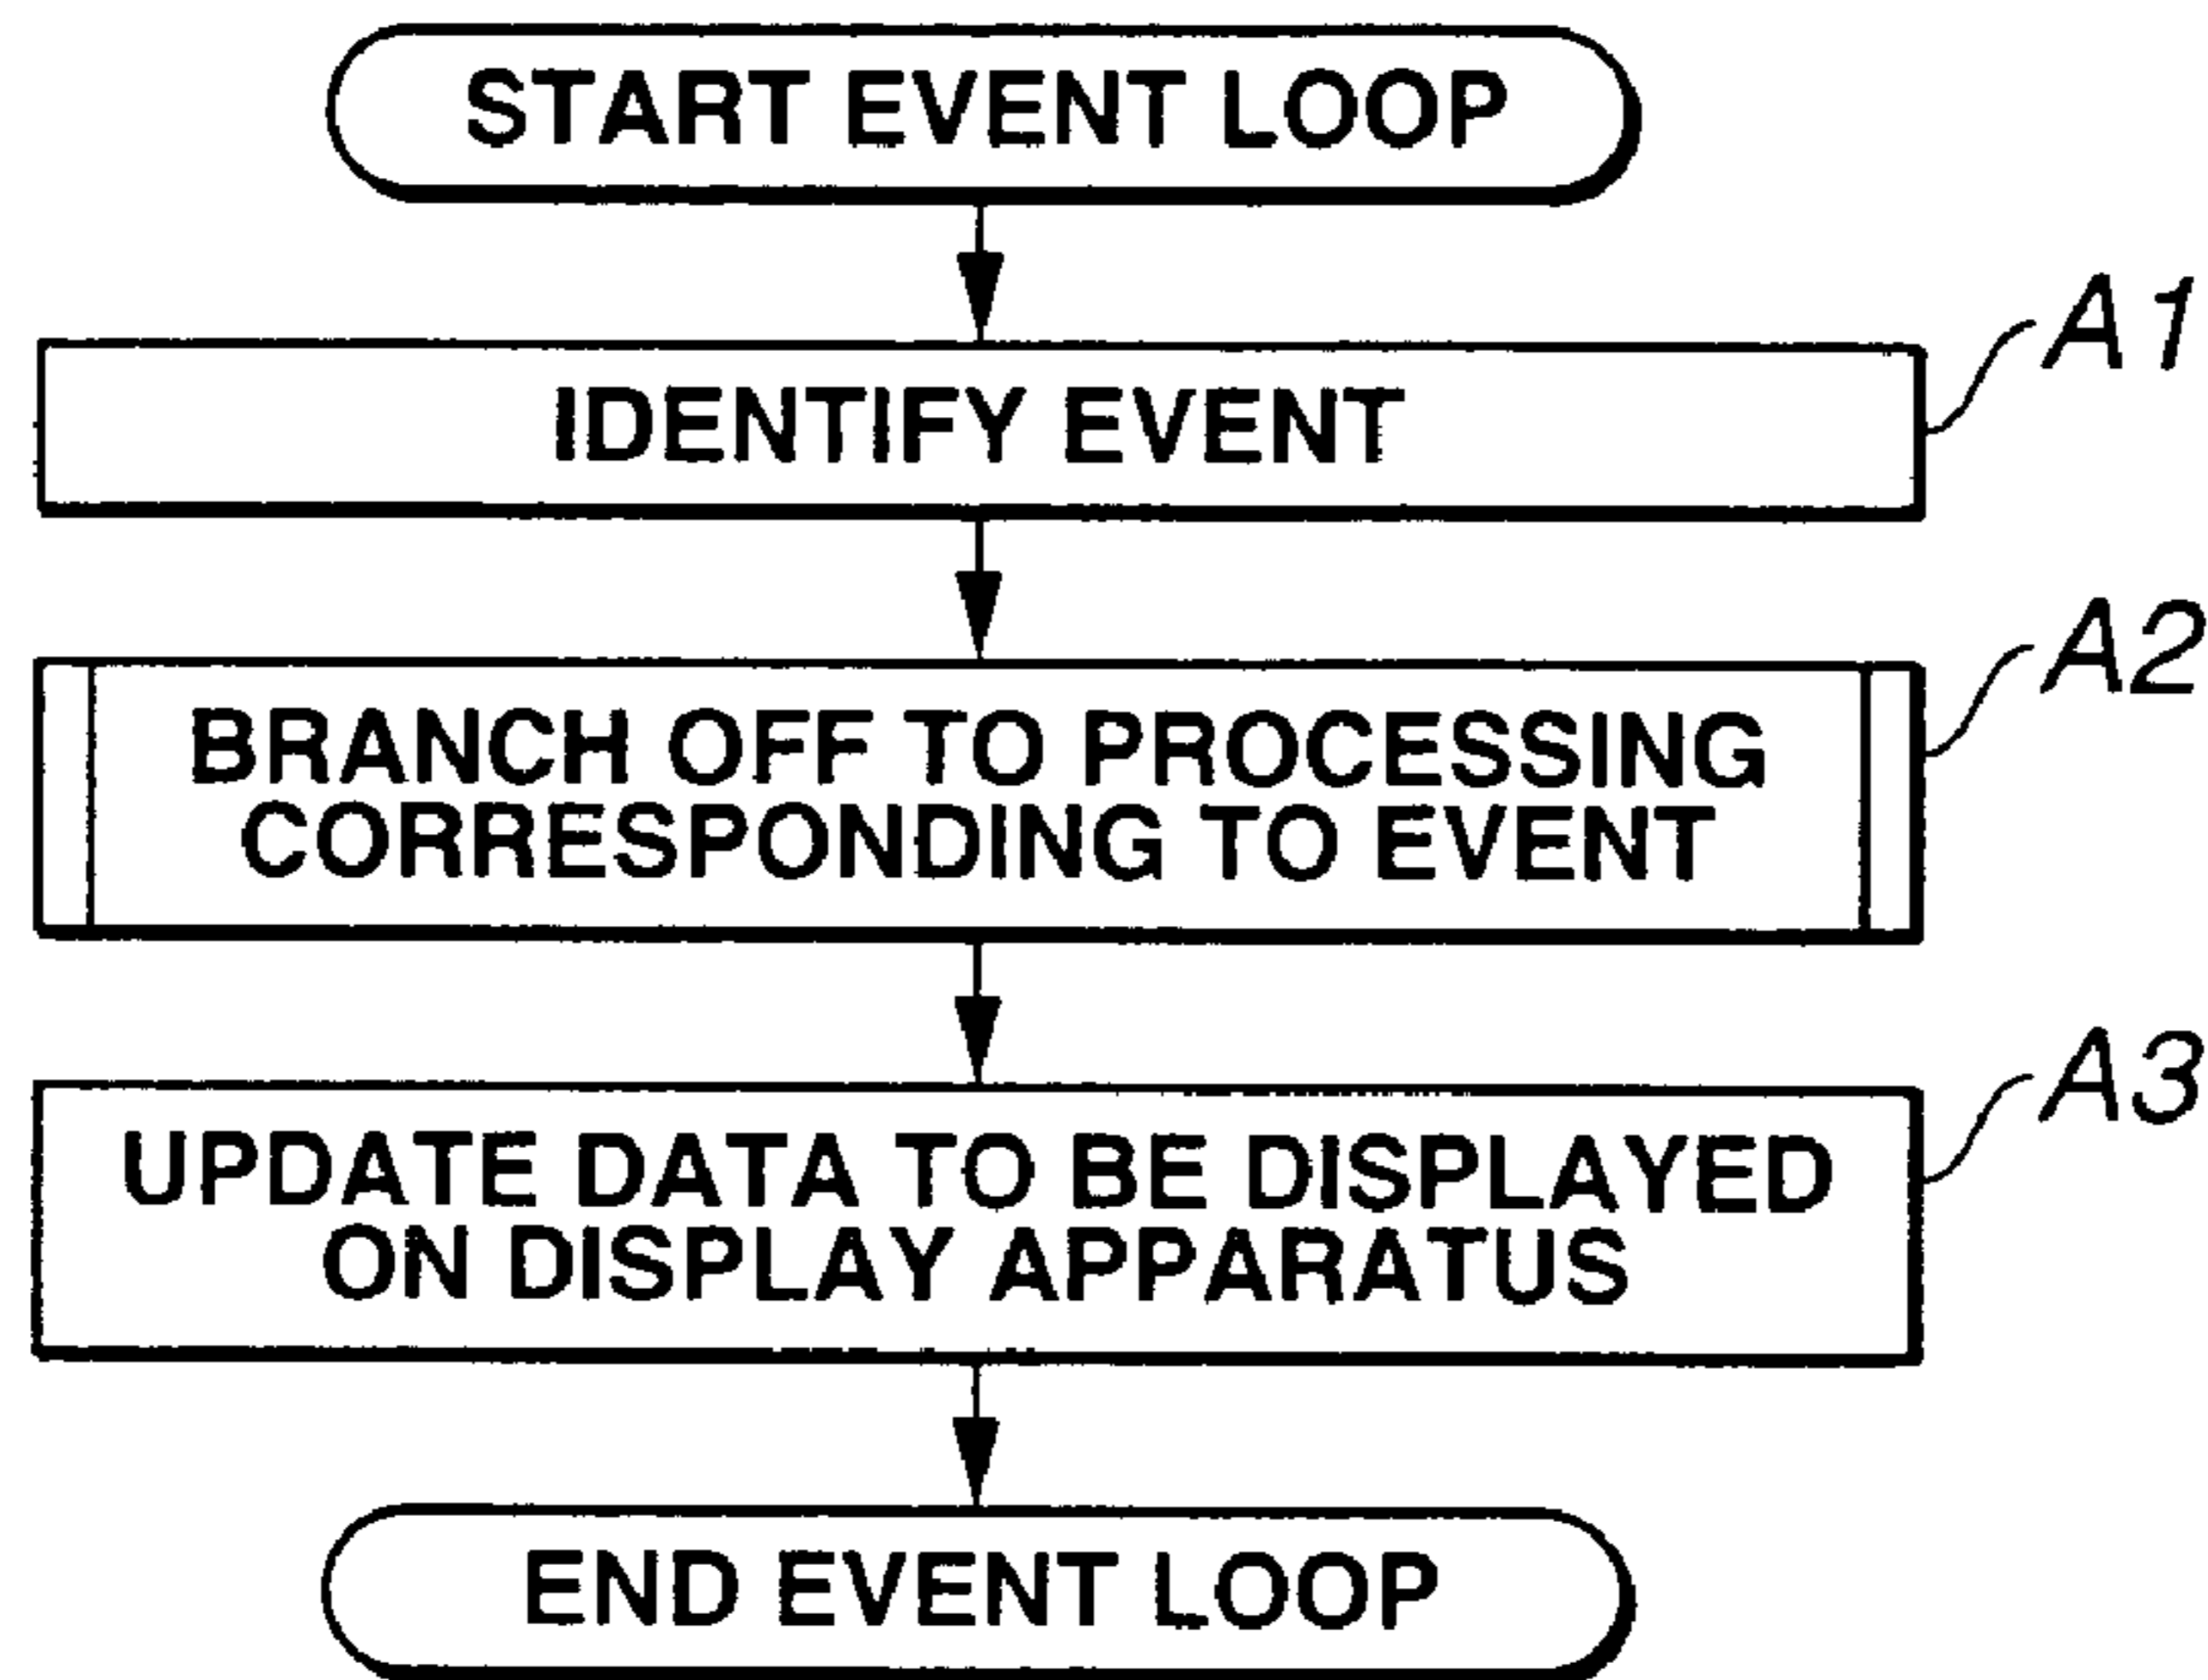 START EVENT LOOP
A1
IDENTIFY EVENT
A2
BRANCH OFF TO PROCESSING
CORRESPONDING TO EVENT
A3
UPDATE DATA TO BE DISPLAYED
ON DISPLAY APPARATUS
END EVENT LOOP